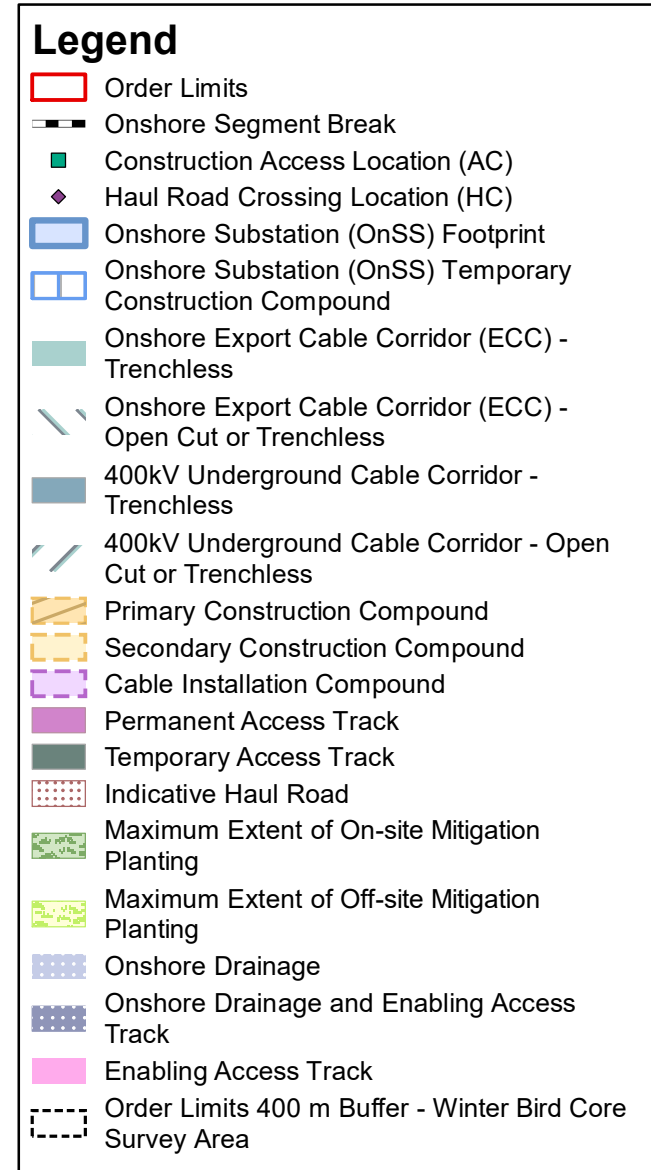 Legend
Order Limits
Onshore Segment Break
Construction Access Location (AC)
Haul Road Crossing Location (HC)
Onshore Substation (OnSS) Footprint
Onshore Substation (OnSS) Temporary
Construction Compound
Onshore Export Cable Corridor (ECC) -
Trenchless
Onshore Export Cable Corridor (ECC) -
Open Cut or Trenchless
400kV Underground Cable Corridor -
Trenchless
400kV Underground Cable Corridor - Open
Cut or Trenchless
Primary Construction Compound
Secondary Construction Compound
Cable Installation Compound
Permanent Access Track
Temporary Access Track
Indicative Haul Road
Maximum Extent of On-site Mitigation
Planting
Maximum Extent of Off-site Mitigation
Planting
Onshore Drainage
Onshore Drainage and Enabling Access
Track
Enabling Access Track
Order Limits 400 m Buffer - Winter Bird Core
Survey Area